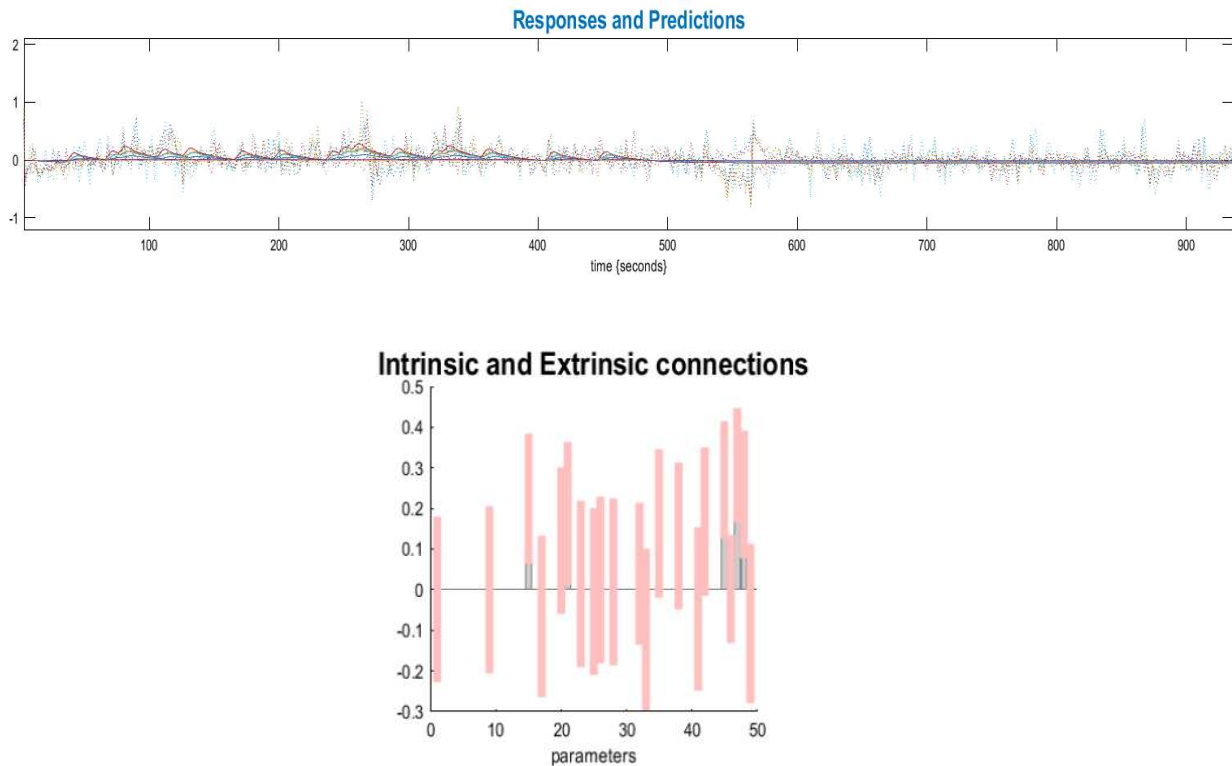 Responses and Predictions
2
1
0
-1
100 200 300 400 500 600 700 800 900
time {seconds}
Intrinsic and Extrinsic connections
0.5
0.4
0.3
0.2
0.1
0
-0.1
-0.2
-0.3
0 10 20 30 40 50
parameters